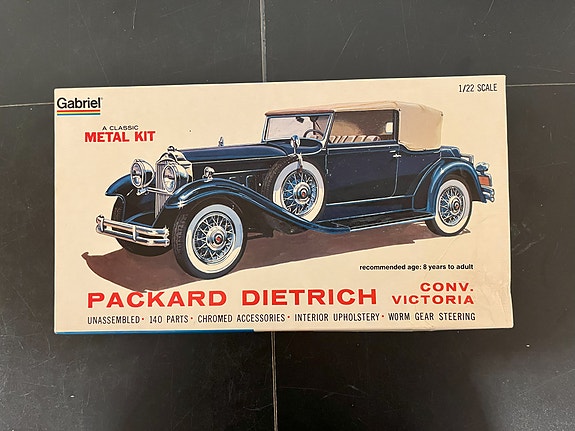 Gabriel
1/22 SCALE
A CLASSIC
METAL KIT
recommended age: 8 years to adult
PACKARD DIETRICH CONV. VICTORIA
UNASSEMBLED • 140 PARTS • CHROMED ACCESSORIES • INTERIOR UPHOLSTERY • WORM GEAR STEERING